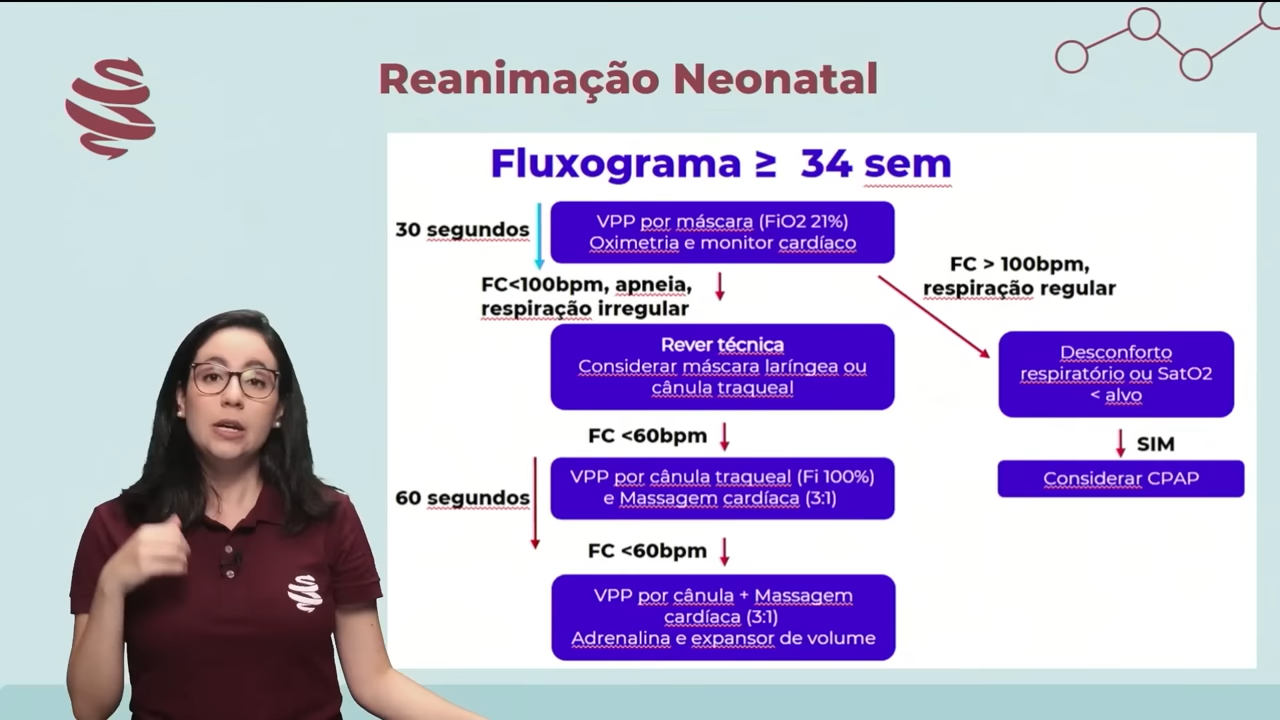 Reanimação Neonatal
Fluxograma ≥ 34 sem
30 segundos
VPP por máscara (FiO2 21%)
Oximetria e monitor cardíaco
FC<100bpm, apneia,
respiração irregular
FC > 100bpm,
respiração regular
Rever técnica
Considerar máscara laríngea ou
cânula traqueal
Desconforto
respiratório ou SatO2
< alvo
FC <60bpm
SIM
60 segundos
VPP por cânula traqueal (Fi 100%)
e Massagem cardíaca (3:1)
Considerar CPAP
FC <60bpm
VPP por cânula + Massagem
cardíaca (3:1)
Adrenalina e expansor de volume